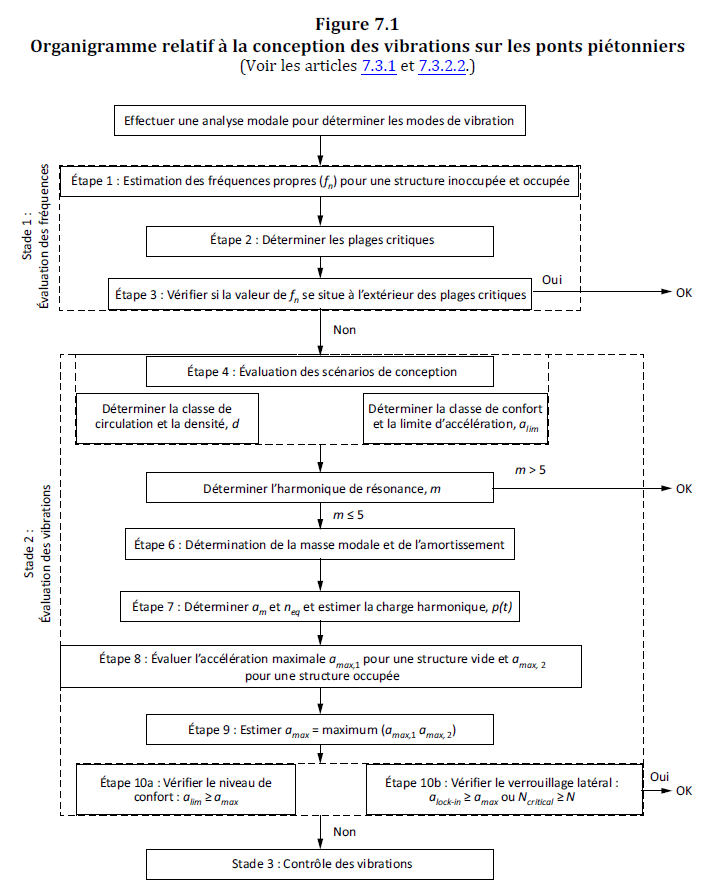 Figure 7.1
Organigramme relatif à la conception des vibrations sur les ponts piétonniers
(Voir les articles 7.3.1 et 7.3.2.2.)
Effectuer une analyse modale pour déterminer les modes de vibration
Stade 1 :
Évaluation des fréquences
Étape 1 : Estimation des fréquences propres (fn) pour une structure inoccupée et occupée
Étape 2 : Déterminer les plages critiques
Étape 3 : Vérifier si la valeur de fn se situe à l'extérieur des plages critiques
Oui
OK
Non
Stade 2 :
Évaluation des vibrations
Étape 4 : Évaluation des scénarios de conception
Déterminer la classe de
circulation et la densité, d
Déterminer la classe de confort
et la limite d'accélération, alim
Déterminer l'harmonique de résonance, m
m > 5
OK
m ≤ 5
Étape 6 : Détermination de la masse modale et de l'amortissement
Étape 7 : Déterminer am et neq et estimer la charge harmonique, p(t)
Étape 8 : Évaluer l'accélération maximale amax,1 pour une structure vide et amax, 2
pour une structure occupée
Étape 9 : Estimer amax = maximum (amax,1 amax, 2)
Étape 10a : Vérifier le niveau de
confort : alim ≥ amax
Étape 10b : Vérifier le verrouillage latéral :
alock-in ≥ amax ou Ncritical ≥ N
Oui
OK
Non
Stade 3 : Contrôle des vibrations